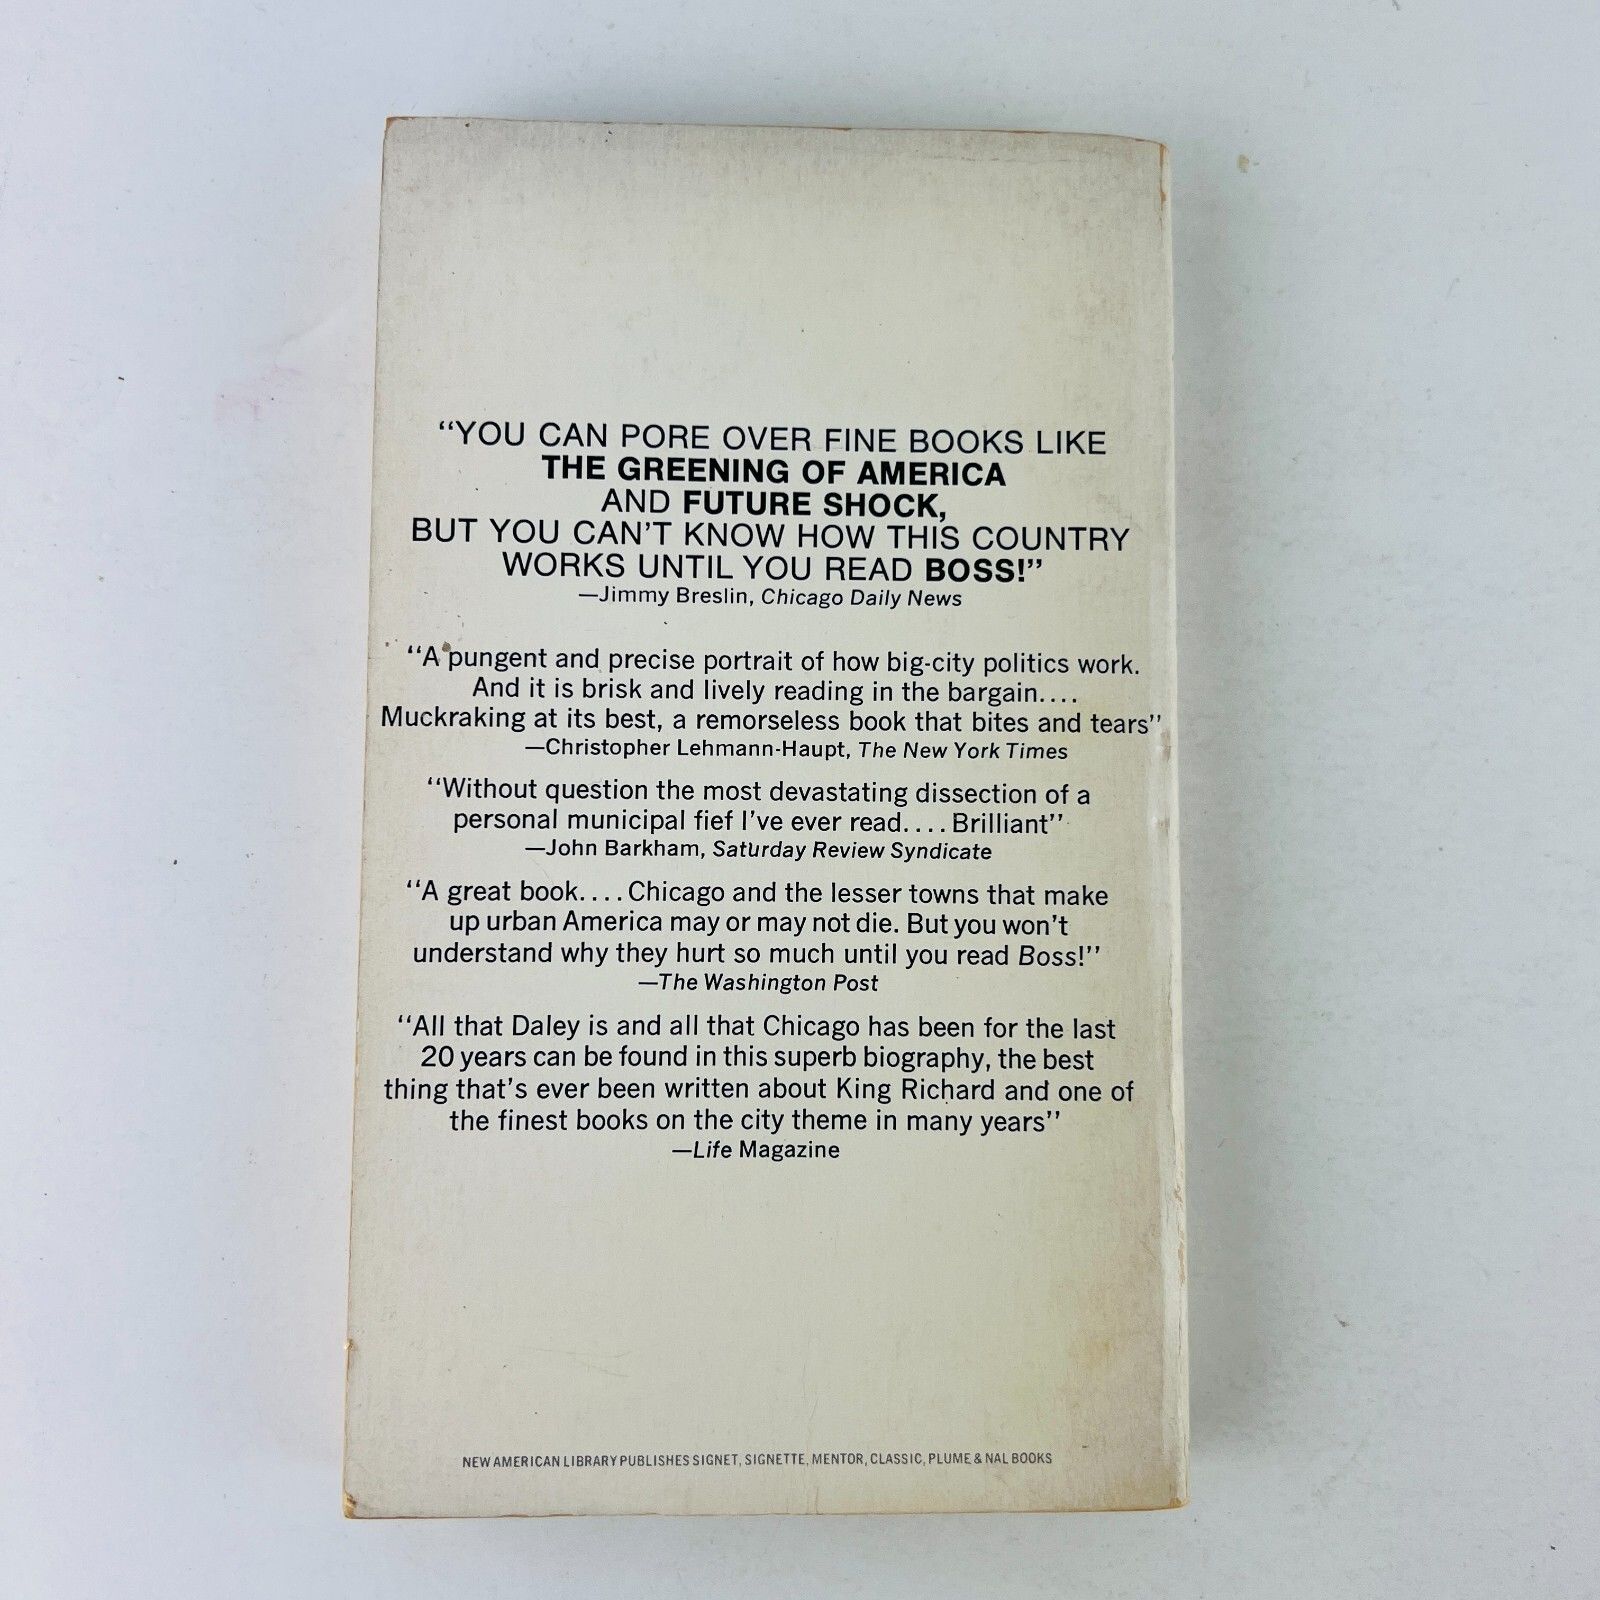 “YOU CAN PORE OVER FINE BOOKS LIKE
THE GREENING OF AMERICA
AND FUTURE SHOCK,
BUT YOU CAN’T KNOW HOW THIS COUNTRY
WORKS UNTIL YOU READ BOSS!”
—Jimmy Breslin, Chicago Daily News
“A pungent and precise portrait of how big-city politics work.
And it is brisk and lively reading in the bargain....
Muckraking at its best, a remorseless book that bites and tears”
—Christopher Lehmann-Haupt, The New York Times
“Without question the most devastating dissection of a
personal municipal fief I’ve ever read.... Brilliant”
—John Barkham, Saturday Review Syndicate
“A great book.... Chicago and the lesser towns that make
up urban America may or may not die. But you won’t
understand why they hurt so much until you read Boss!”
—The Washington Post
“All that Daley is and all that Chicago has been for the last
20 years can be found in this superb biography, the best
thing that’s ever been written about King Richard and one of
the finest books on the city theme in many years”
—Life Magazine
NEW AMERICAN LIBRARY PUBLISHES SIGNET, SIGNETTE, MENTOR, CLASSIC, PLUME & NAL BOOKS